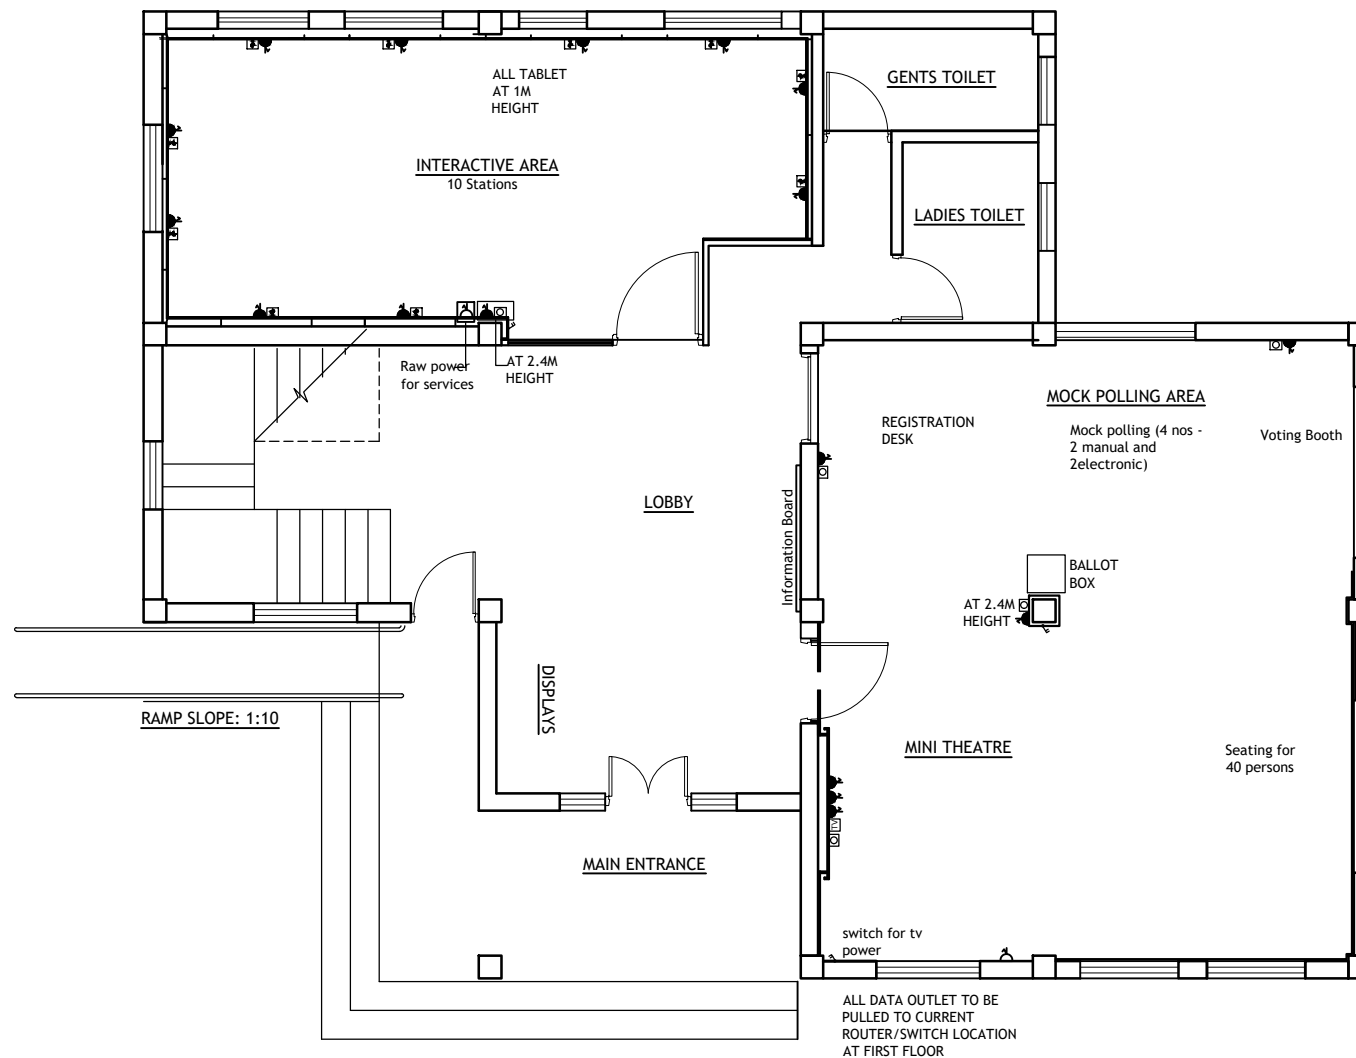 ALL TABLET
AT 1M
HEIGHT
GENTS TOILET
INTERACTIVE AREA
10 Stations
LADIES TOILET
Raw power
for services
AT 2.4M
HEIGHT
MOCK POLLING AREA
REGISTRATION
DESK
Mock polling (4 nos -
2 manual and
2electronic)
Voting Booth
LOBBY
Information Board
BALLOT
BOX
AT 2.4M
HEIGHT
DISPLAYS
RAMP SLOPE: 1:10
MINI THEATRE
Seating for
40 persons
TV
MAIN ENTRANCE
switch for tv
power
ALL DATA OUTLET TO BE
PULLED TO CURRENT
ROUTER/SWITCH LOCATION
AT FIRST FLOOR